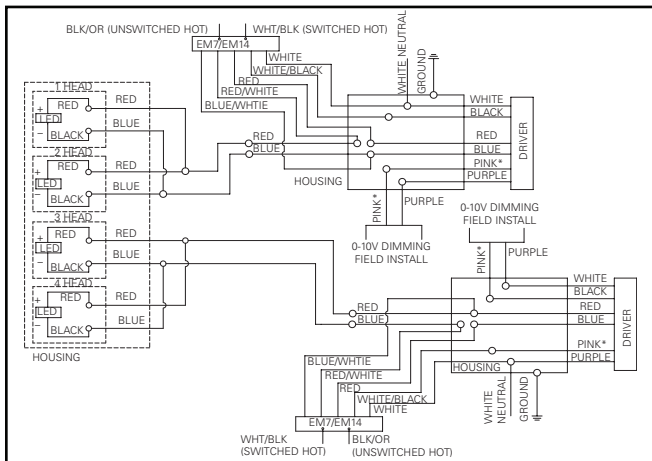 BLK/OR (UNSWITCHED HOT)
WHT/BLK (SWITCHED HOT)
EM7/EM14
WHITE
WHITE/BLACK
RED
RED/WHITE
BLUE/WHTIE
WHITE NEUTRAL
GROUND
1 HEAD
+
RED
LED
−
BLACK
RED
BLUE
2 HEAD
+
RED
LED
−
BLACK
RED
BLUE
3 HEAD
+
RED
LED
−
BLACK
RED
BLUE
4 HEAD
+
RED
LED
−
BLACK
RED
BLUE
HOUSING
RED
BLUE
HOUSING
WHITE
BLACK
RED
BLUE
PINK*
PURPLE
DRIVER
PINK*
PURPLE
0-10V DIMMING
FIELD INSTALL
0-10V DIMMING
FIELD INSTALL
PINK*
PURPLE
WHITE
BLACK
RED
BLUE
PINK*
PURPLE
DRIVER
RED
BLUE
HOUSING
BLUE/WHTIE
RED/WHITE
RED
WHITE/BLACK
WHITE
EM7/EM14
WHITE
NEUTRAL
GROUND
WHT/BLK
(SWITCHED HOT)
BLK/OR
(UNSWITCHED HOT)